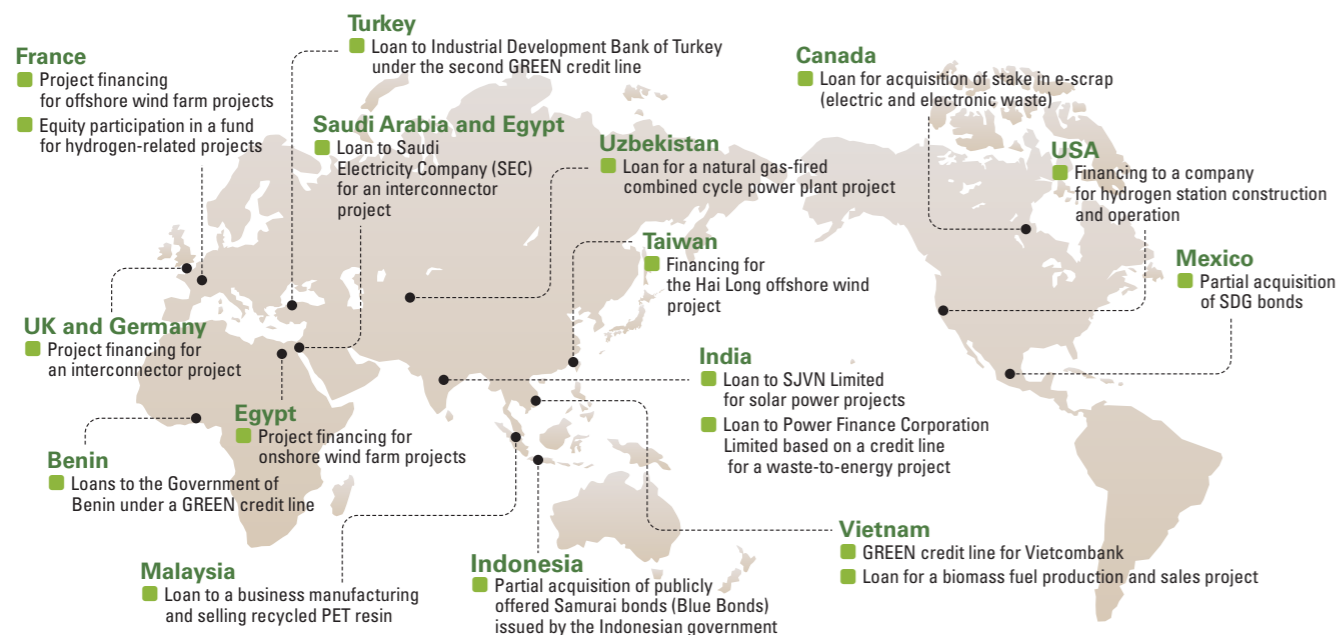 Turkey
Loan to Industrial Development Bank of Turkey
under the second GREEN credit line
France
Project financing
for offshore wind farm projects
Equity participation in a fund
for hydrogen-related projects
Canada
Loan for acquisition of stake in e-scrap
(electric and electronic waste)
Saudi Arabia and Egypt
Loan to Saudi
Electricity Company (SEC)
for an interconnector
project
Uzbekistan
Loan for a natural gas-fired
combined cycle power plant project
USA
Financing to a company
for hydrogen station construction
and operation
Taiwan
Financing for
the Hai Long offshore wind
project
Mexico
Partial acquisition
of SDG bonds
UK and Germany
Project financing for
an interconnector project
India
Loan to SJVN Limited
for solar power projects
Loan to Power Finance Corporation
Limited based on a credit line
for a waste-to-energy project
Egypt
Project financing for
onshore wind farm projects
Benin
Loans to the Government of
Benin under a GREEN credit line
Vietnam
GREEN credit line for Vietcombank
Loan for a biomass fuel production and sales project
Malaysia
Loan to a business manufacturing
and selling recycled PET resin
Indonesia
Partial acquisition of publicly
offered Samurai bonds (Blue Bonds)
issued by the Indonesian government